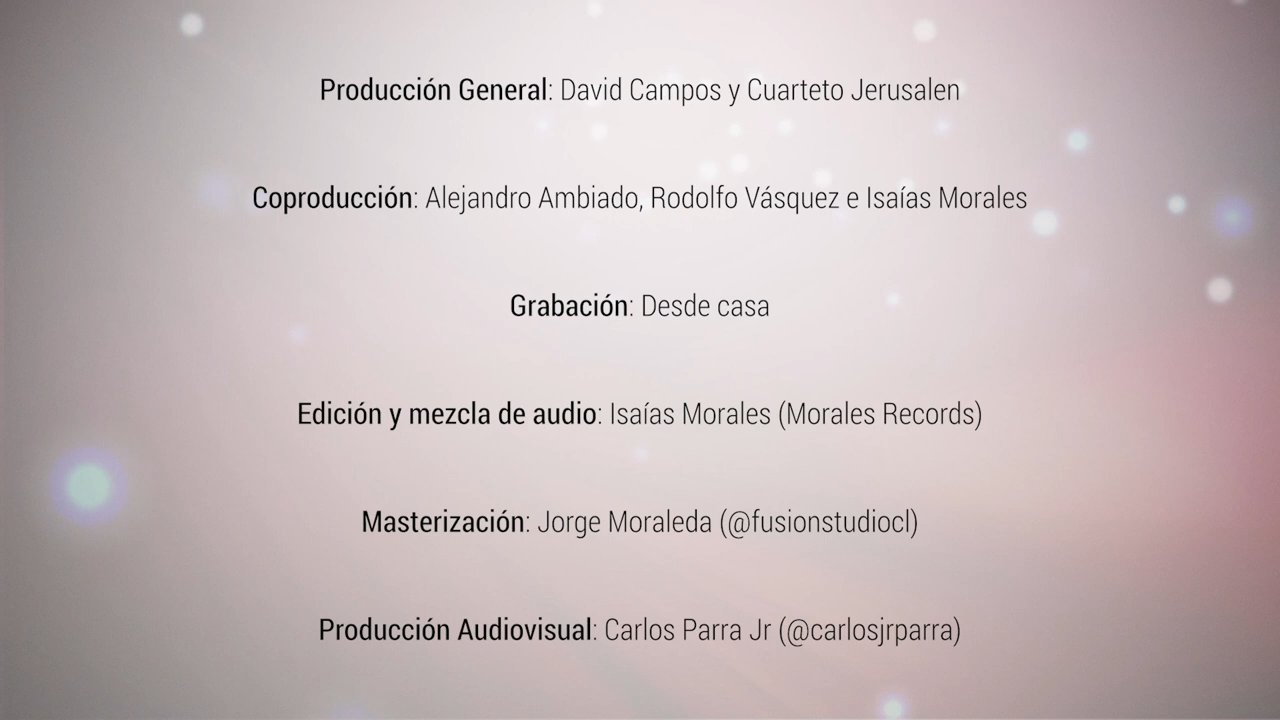 Producción General: David Campos y Cuarteto Jerusalen
Coproducción: Alejandro Ambiado, Rodolfo Vásquez e Isaías Morales
Grabación: Desde casa
Edición y mezcla de audio: Isaías Morales (Morales Records)
Masterización: Jorge Moraleda (@fusionstudiocl)
Producción Audiovisual: Carlos Parra Jr (@carlosjrparra)